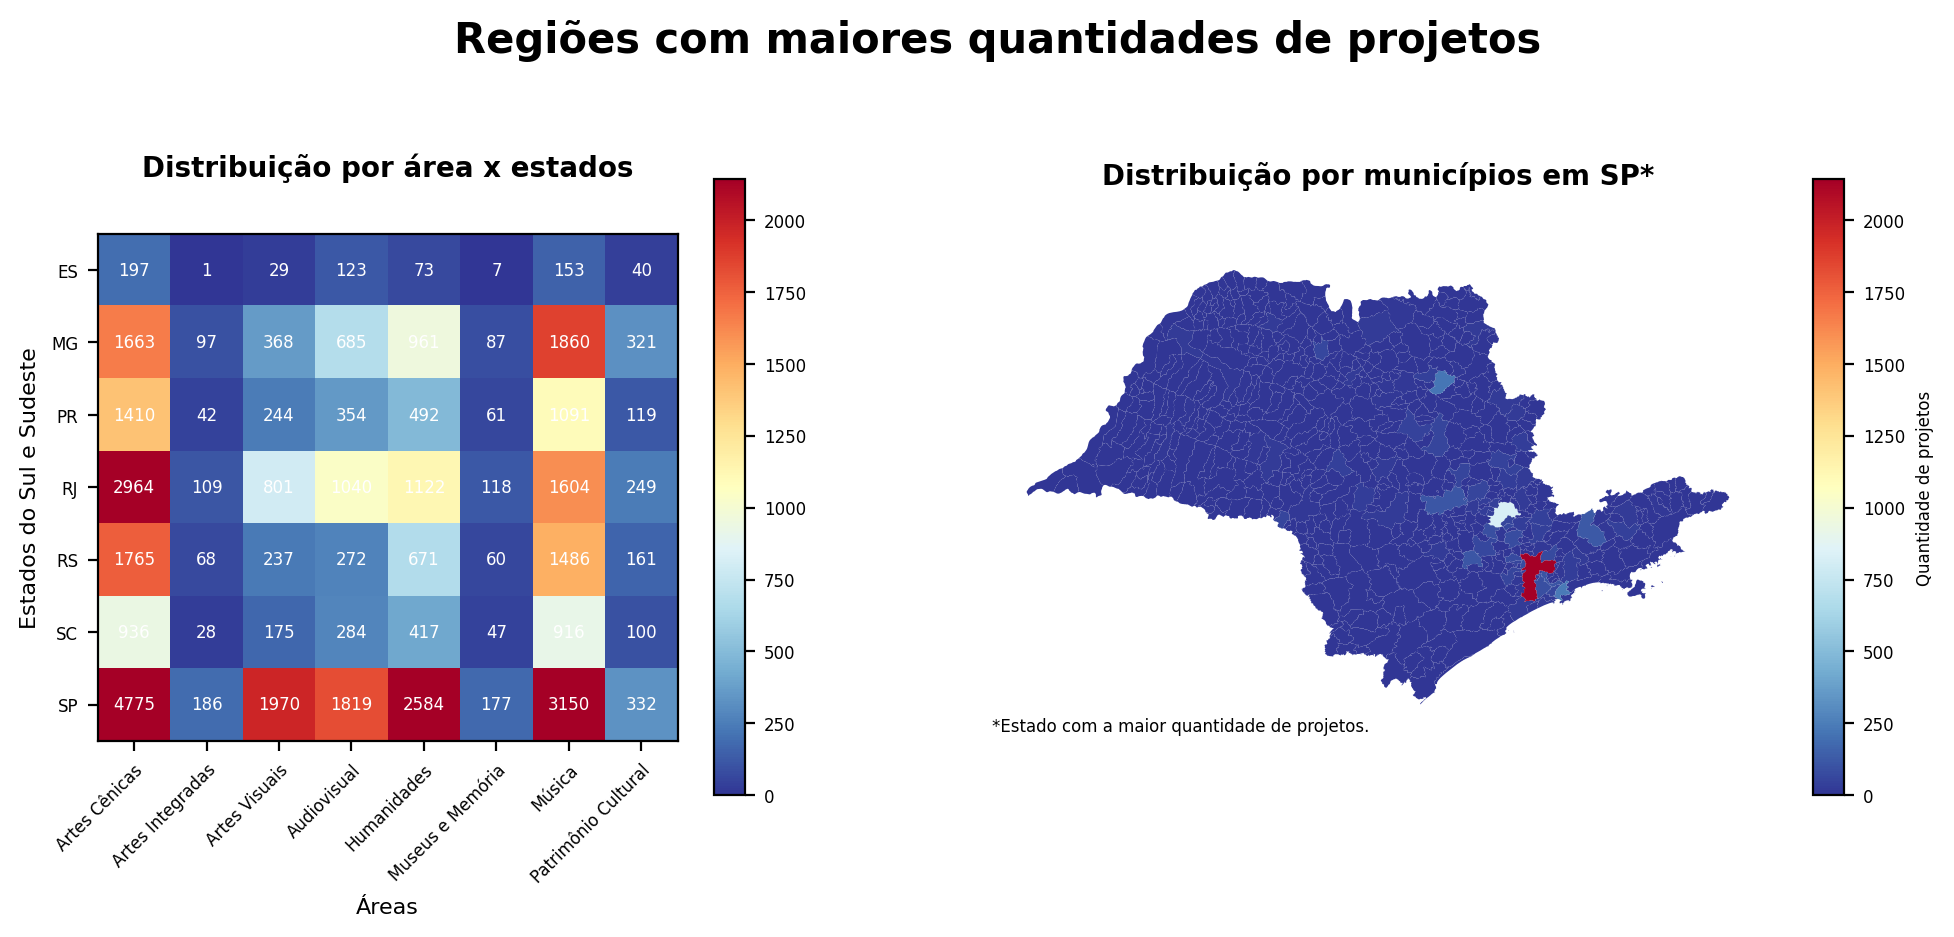 Regiões com maiores quantidades de projetos
Distribuição por área x estados
Estados do Sul e Sudeste
ES 197 1 29 123 73 7 153 40
MG 1663 97 368 685 961 87 1860 321
PR 1410 42 244 354 492 61 1091 119
RJ 2964 109 801 1040 1122 118 1604 249
RS 1765 68 237 272 671 60 1486 161
SC 936 28 175 284 417 47 916 100
SP 4775 186 1970 1819 2584 177 3150 332
Artes Cênicas
Artes Integradas
Artes Visuais
Audiovisual
Humanidades
Museus e Memória
Música
Patrimônio Cultural
Áreas
2000
1750
1500
1250
1000
750
500
250
0
Distribuição por municípios em SP*
*Estado com a maior quantidade de projetos.
2000
1750
1500
1250
1000
750
500
250
0
Quantidade de projetos